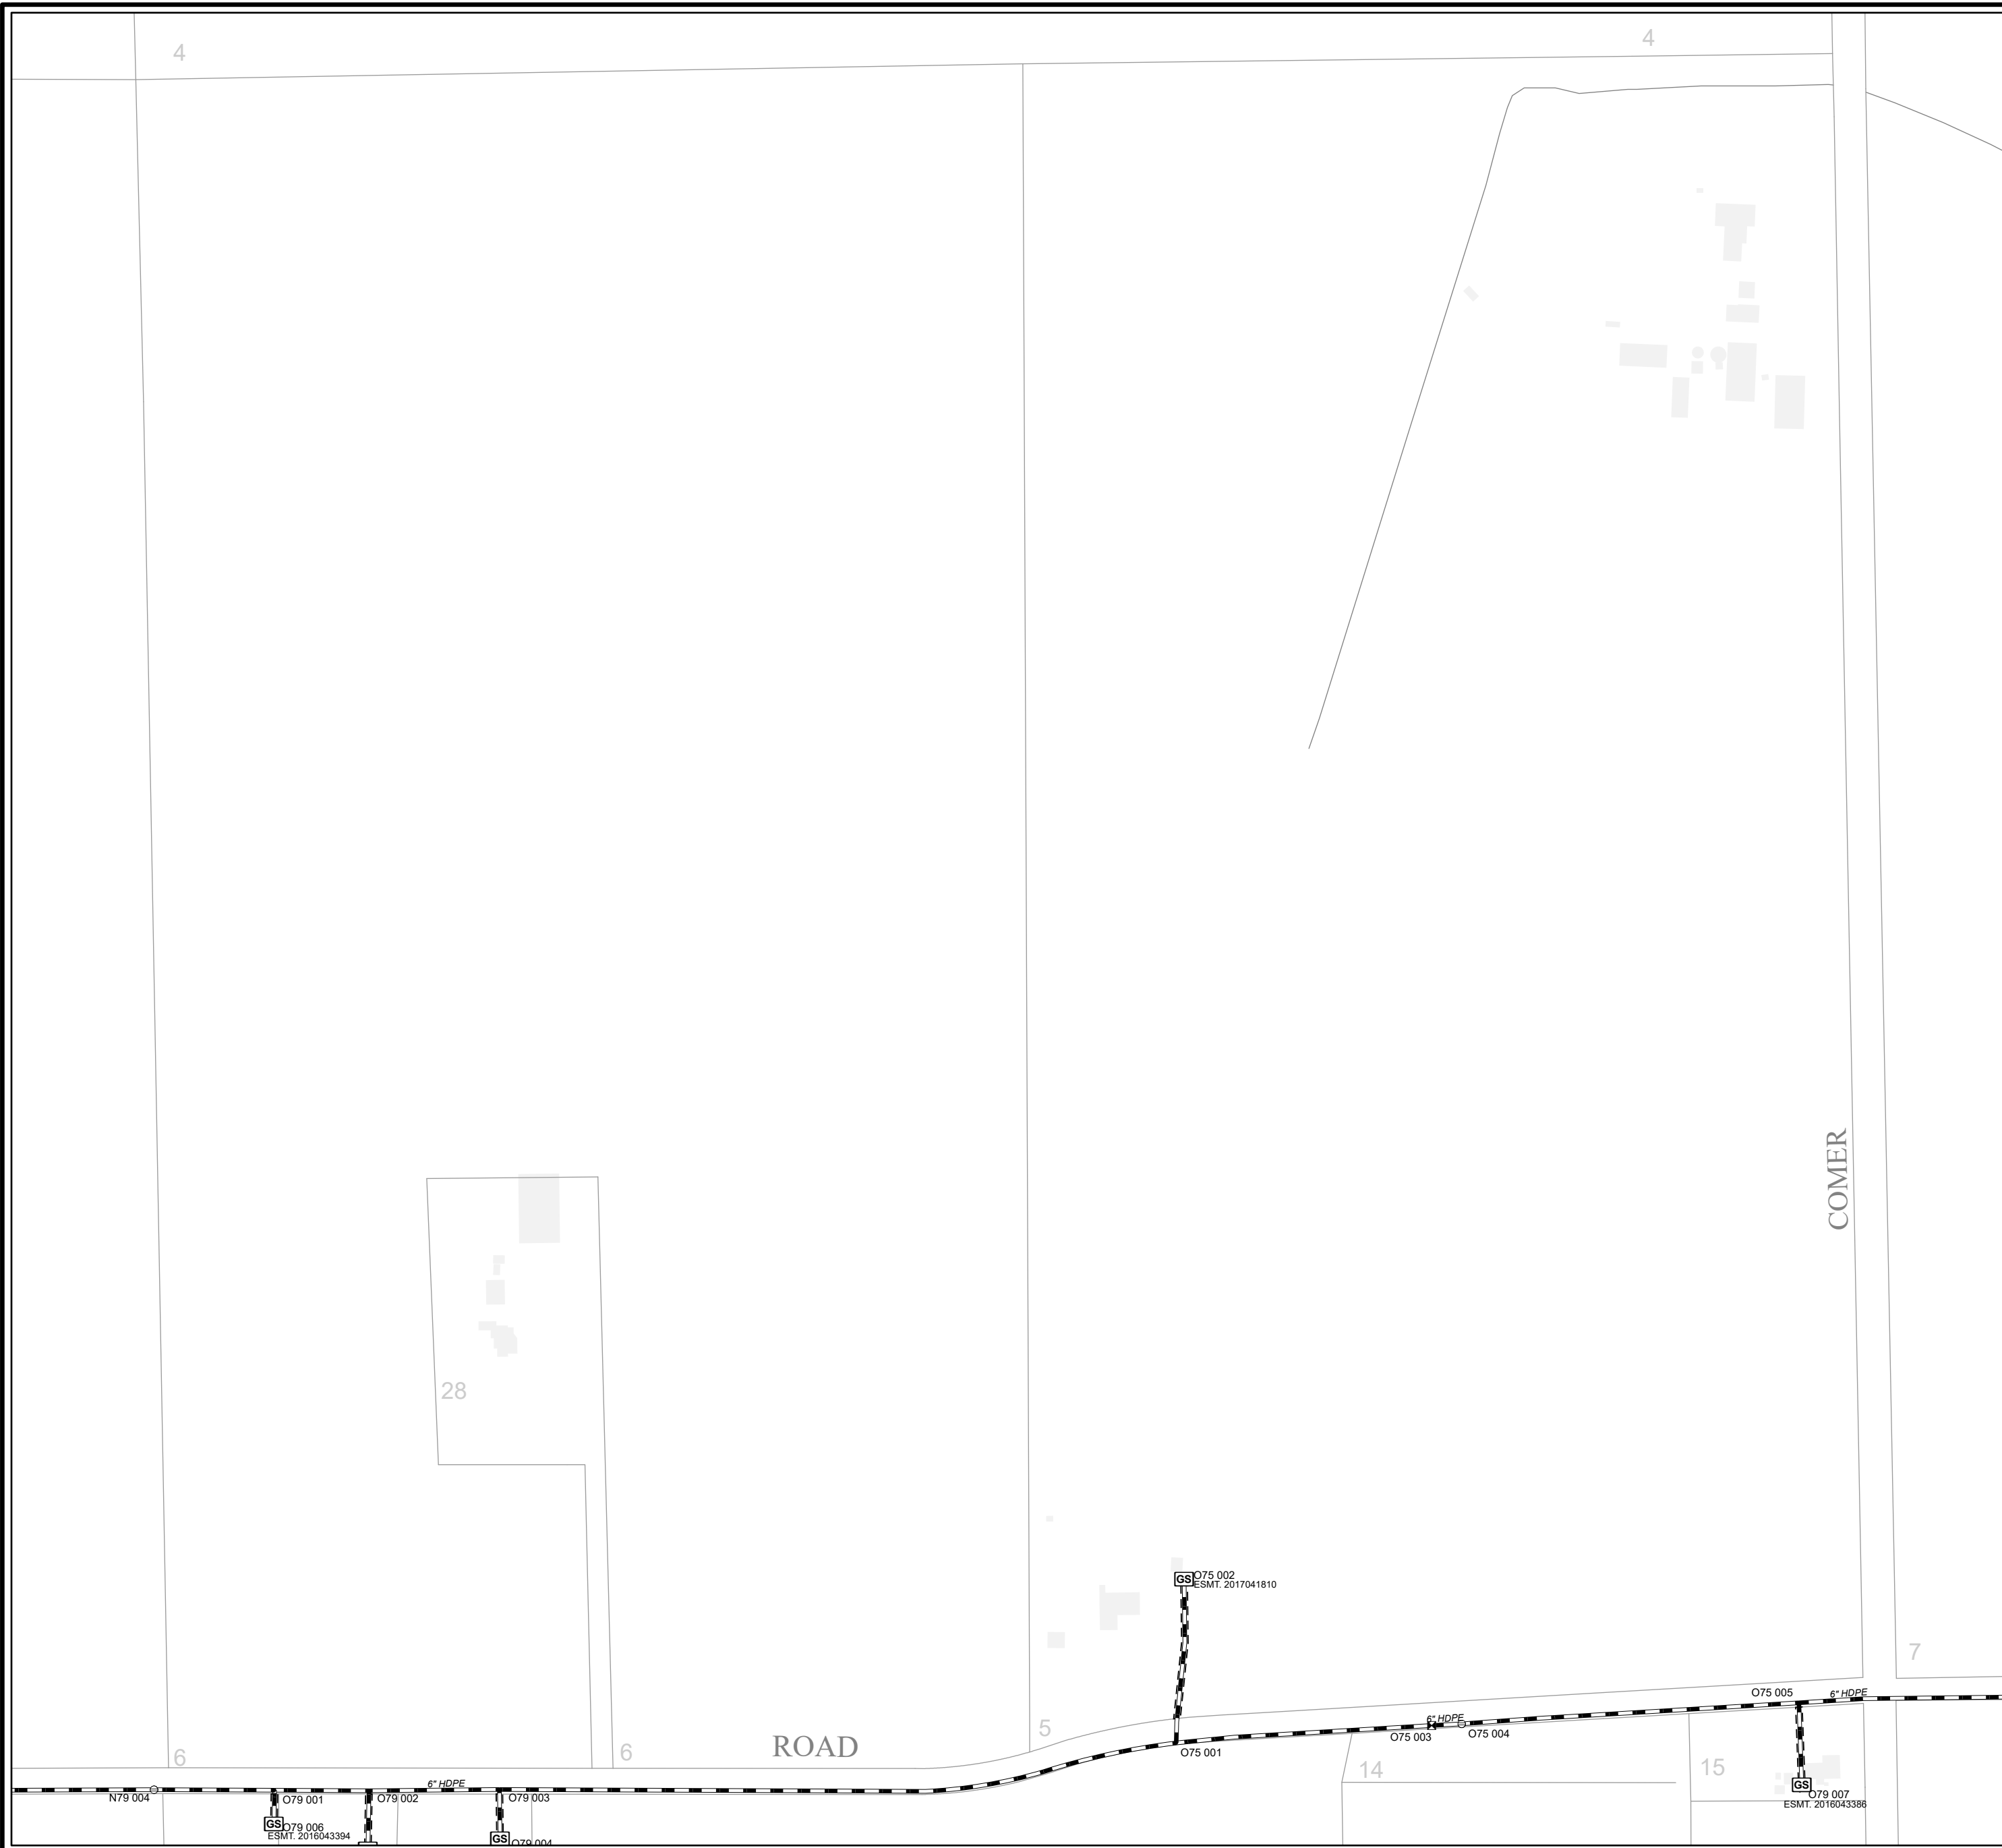 4
4
COMER
28
GS
O75 002
ESMT. 2017041810
7
O75 005
6" HDPE
5
6" HDPE
O75 003
O75 004
ROAD
6
6
O75 001
14
15
GS
O79 007
ESMT. 2016043386
6" HDPE
N79 004
O79 001
O79 002
O79 003
GS
O79 006
ESMT. 2016043394
GS
O79 004